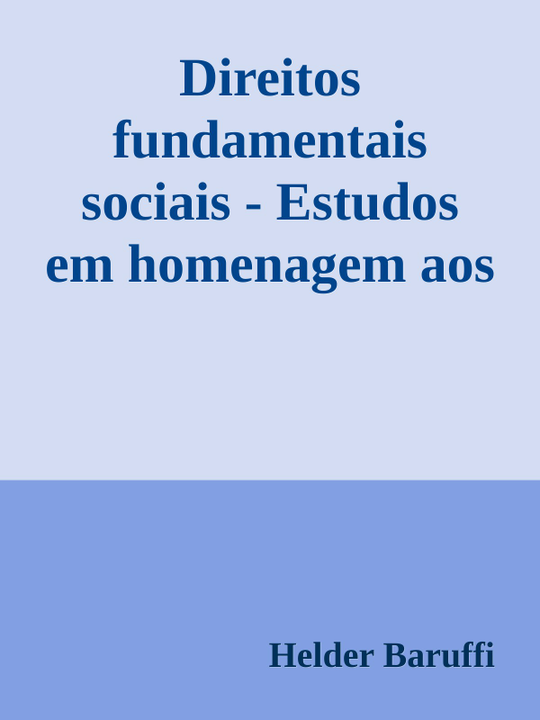 Direitos
fundamentais
sociais - Estudos
em homenagem aos
Helder Baruffi